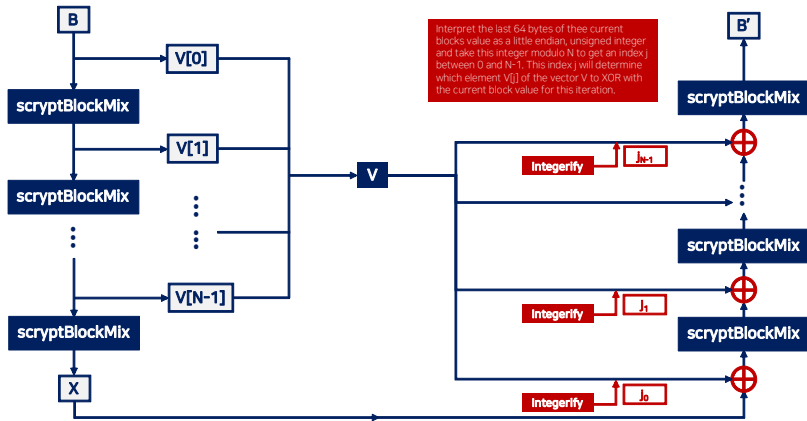 B
V[0]
scryptBlockMix
V[1]
scryptBlockMix
V[N-1]
scryptBlockMix
X
V
Interpret the last 64 bytes of thee current
blocks value as a little endian, unsigned integer
and take this integer modulo N to get an index j
between 0 and N-1. This index j will determine
which element V[j] of the vector V to XOR with
the current block value for this iteration.
B'
scryptBlockMix
Integerify
jN-1
scryptBlockMix
Integerify
j1
scryptBlockMix
Integerify
j0